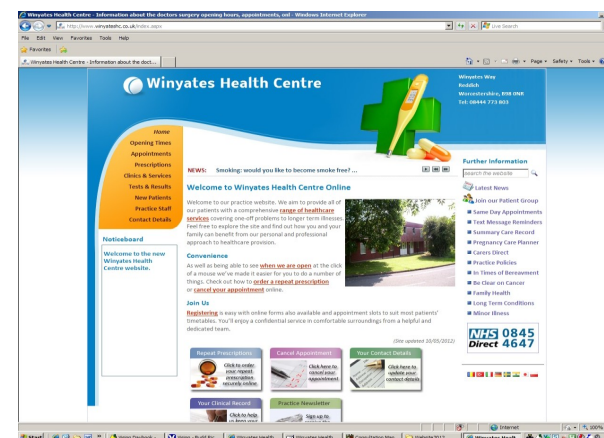 Winyates Health Centre - Information about the doctors surgery opening hours, appointments, onl - Windows Internet Explorer
http://www.winyateshc.co.uk/index.aspx
Live Search
File Edit View Favorites Tools Help
Favorites
Winyates Health Centre - Information about the doct...
Page Safety Tools
Winyates Health Centre
Winyates Way
Redditch
Worcestershire, B98 0NR
Tel: 08444 773 803
Home
Opening Times
Appointments
Prescriptions
Clinics & Services
Tests & Results
New Patients
Practice Staff
Contact Details
Noticeboard
Welcome to the new
Winyates Health
Centre website.
NEWS: Smoking: would you like to become smoke free? ...
Welcome to Winyates Health Centre Online
Welcome to our practice website. We aim to provide all of
our patients with a comprehensive range of healthcare
services covering one-off problems to longer term illnesses.
Feel free to explore the site and find out how you and your
family can benefit from our personal and professional
approach to healthcare provision.
Convenience
As well as being able to see when we are open at the click
of a mouse we've made it easier for you to do a number of
things. Check out how to order a repeat prescription
or cancel your appointment online.
Join Us
Registering is easy with online forms also available and appointment slots to suit most patients'
timetables. You'll enjoy a confidential service in comfortable surroundings from a helpful and
dedicated team.
(Site updated 16/05/2012)
Repeat Prescriptions
Click to order
your repeat
prescription
securely online
Cancel Appointment
Click here to
cancel your
appointment
Your Contact Details
Click here to
update your
contact details
Your Clinical Record
Click to help
us keep your
Practice Newsletter
Sign up to
Further Information
search the website
Latest News
Join our Patient Group
Same Day Appointments
Text Message Reminders
Summary Care Record
Pregnancy Care Planner
Carers Direct
Practice Policies
In Times of Bereavement
Be Clear on Cancer
Family Health
Long Term Conditions
Minor Illness
NHS 0845
Direct 4647
Internet
100%
Start